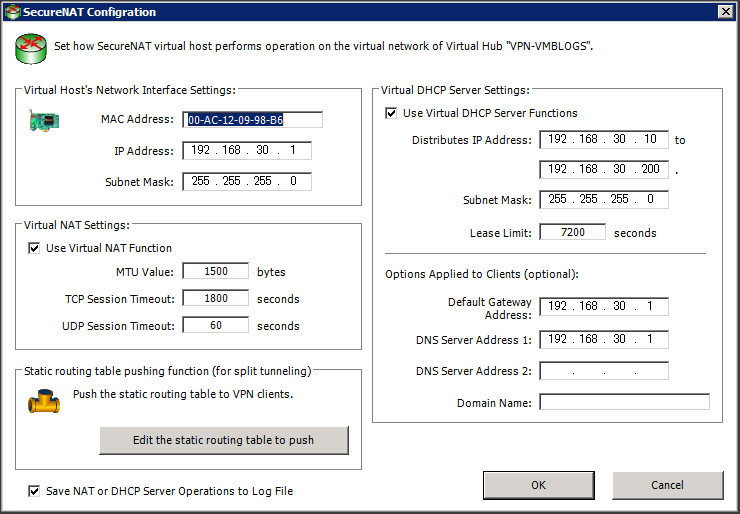 SecureNAT Configration
Set how SecureNAT virtual host performs operation on the virtual network of Virtual Hub "VPN-VMBLOGS".
Virtual Host's Network Interface Settings:
MAC Address: 00-AC-12-09-98-B6
IP Address: 192 . 168 . 30 . 1
Subnet Mask: 255 . 255 . 255 . 0
Virtual NAT Settings:
Use Virtual NAT Function
MTU Value: 1500 bytes
TCP Session Timeout: 1800 seconds
UDP Session Timeout: 60 seconds
Static routing table pushing function (for split tunneling)
Push the static routing table to VPN clients.
Edit the static routing table to push
Save NAT or DHCP Server Operations to Log File
Virtual DHCP Server Settings:
Use Virtual DHCP Server Functions
Distributes IP Address: 192 . 168 . 30 . 10 to
192 . 168 . 30 . 200 .
Subnet Mask: 255 . 255 . 255 . 0
Lease Limit: 7200 seconds
Options Applied to Clients (optional):
Default Gateway
Address: 192 . 168 . 30 . 1
DNS Server Address 1: 192 . 168 . 30 . 1
DNS Server Address 2: . . .
Domain Name:
OK
Cancel